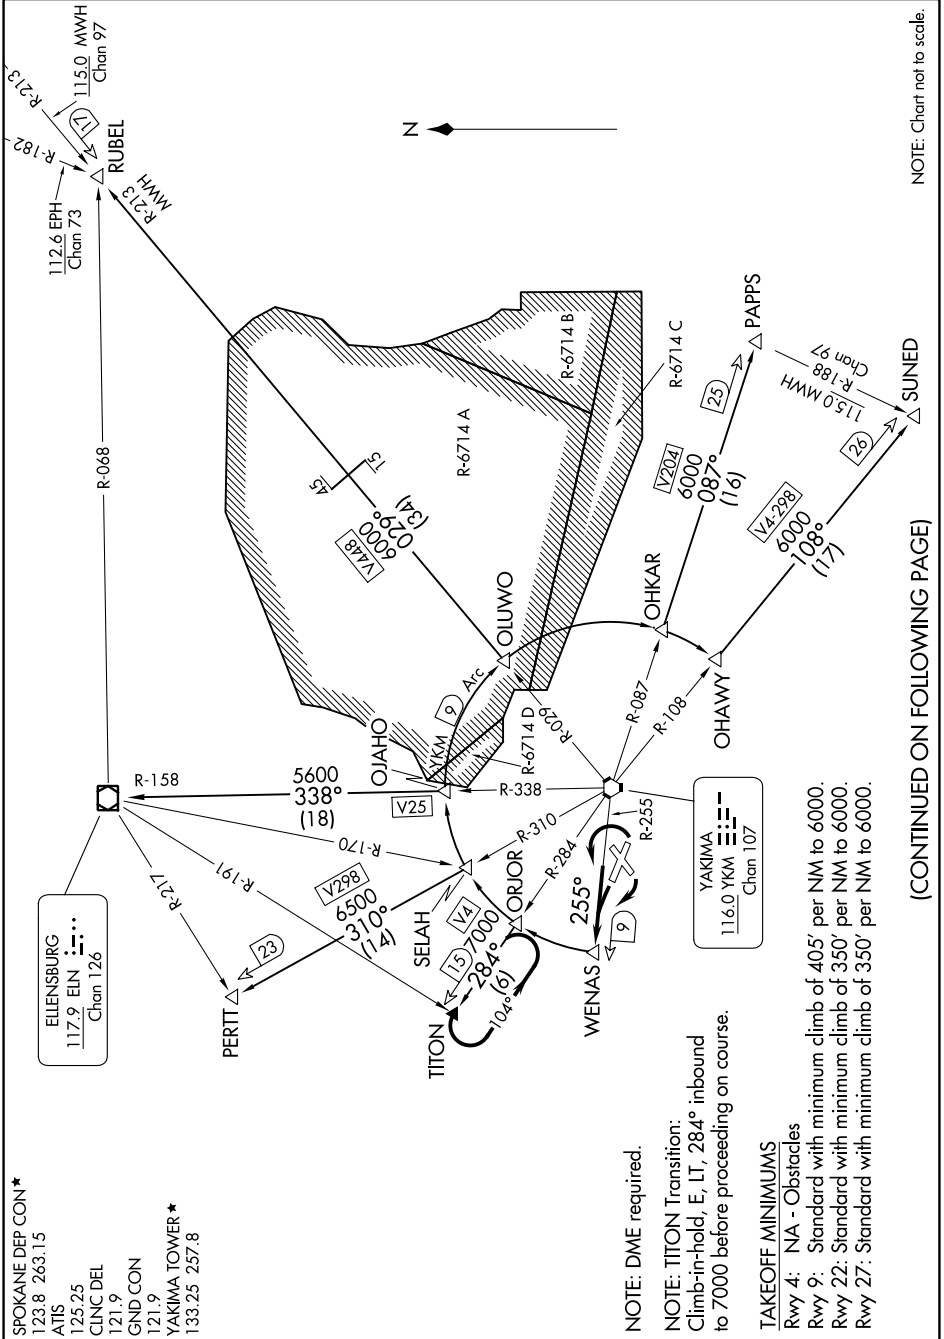 SPOKANE DEP CON★
123.8 263.15
ATIS
125.25
CLNC DEL
121.9
GND CON
121.9
YAKIMA TOWER★
133.25 257.8
ELLENSBURG
117.9 ELN
Chan 126
R-158
R-068
R-217
R-191
R-170
112.6 EPH
Chan 73
R-182
R-213
115.0 MWH
Chan 97
17
RUBEL
R-213
MWH
N
5600
338°
(18)
V25
OJAHO
V298
6500
310°
(14)
23
PERTT
SELAH
V4
7000
15
284°
(6)
104°
TITON
ORJOR
WENAS
9
255°
R-255
R-284
R-310
R-338
R-029
R-087
R-108
9
YKM
Arc
R-6714 D
R-6714 A
R-6714 B
R-6714 C
45
15
V448
6000
029°
(34)
OLUWO
OHKAR
OHAWY
V204
6000
087°
(16)
25
PAPPS
V4-298
6000
108°
(17)
26
SUNED
115.0 MWH
R-188
Chan 97
YAKIMA
116.0 YKM
Chan 107
NOTE: DME required.
NOTE: TITON Transition:
Climb-in-hold, E, LT, 284° inbound
to 7000 before proceeding on course.
TAKEOFF MINIMUMS
Rwy 4: NA - Obstacles
Rwy 9: Standard with minimum climb of 405' per NM to 6000.
Rwy 22: Standard with minimum climb of 350' per NM to 6000.
Rwy 27: Standard with minimum climb of 350' per NM to 6000.
NOTE: Chart not to scale.
(CONTINUED ON FOLLOWING PAGE)